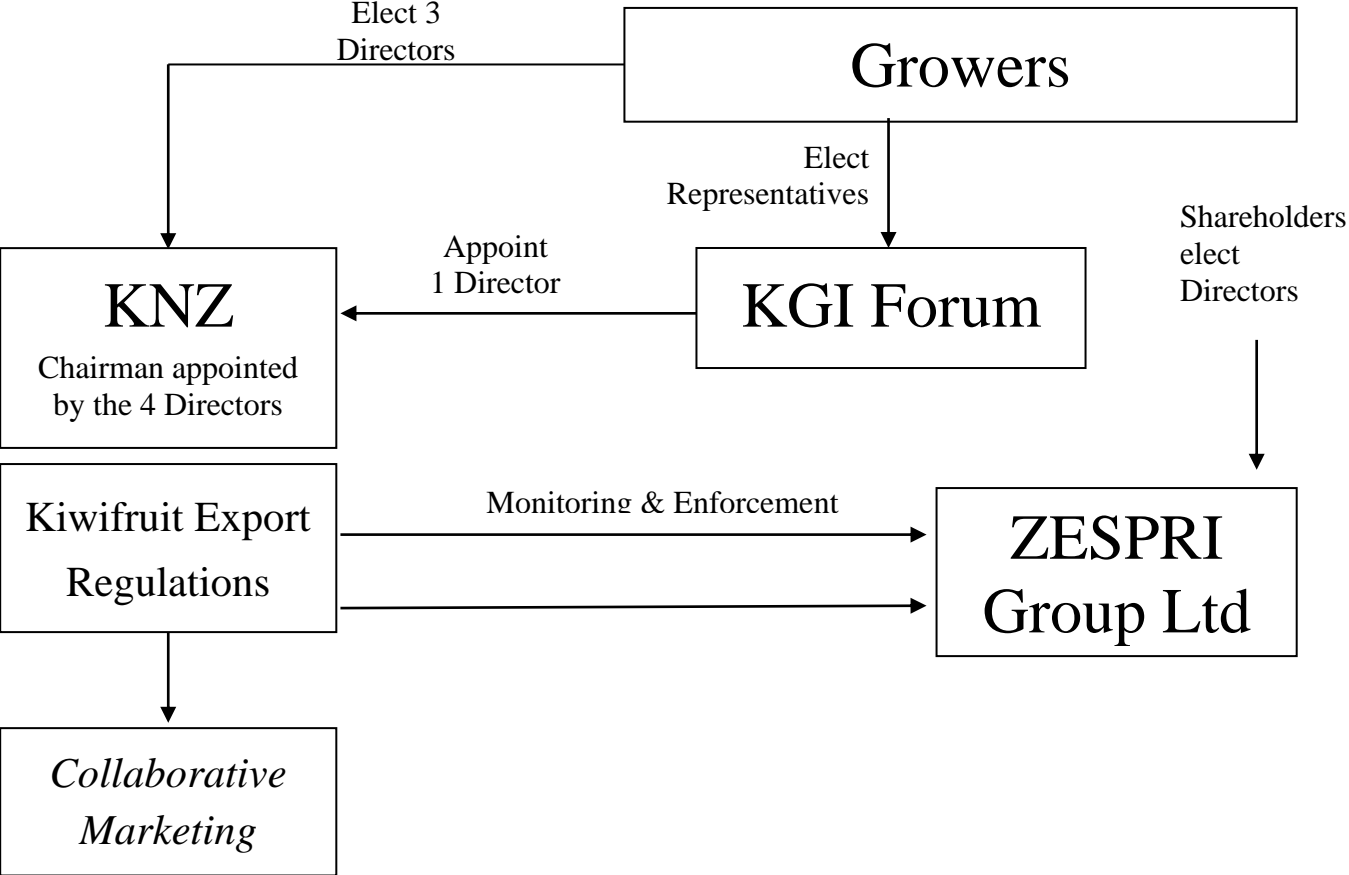 Elect 3
Directors
Growers
Elect
Representatives
Shareholders
elect
Directors
Appoint
1 Director
KNZ
Chairman appointed
by the 4 Directors
KGI Forum
Kiwifruit Export
Regulations
Monitoring & Enforcement
ZESPRI
Group Ltd
Collaborative
Marketing